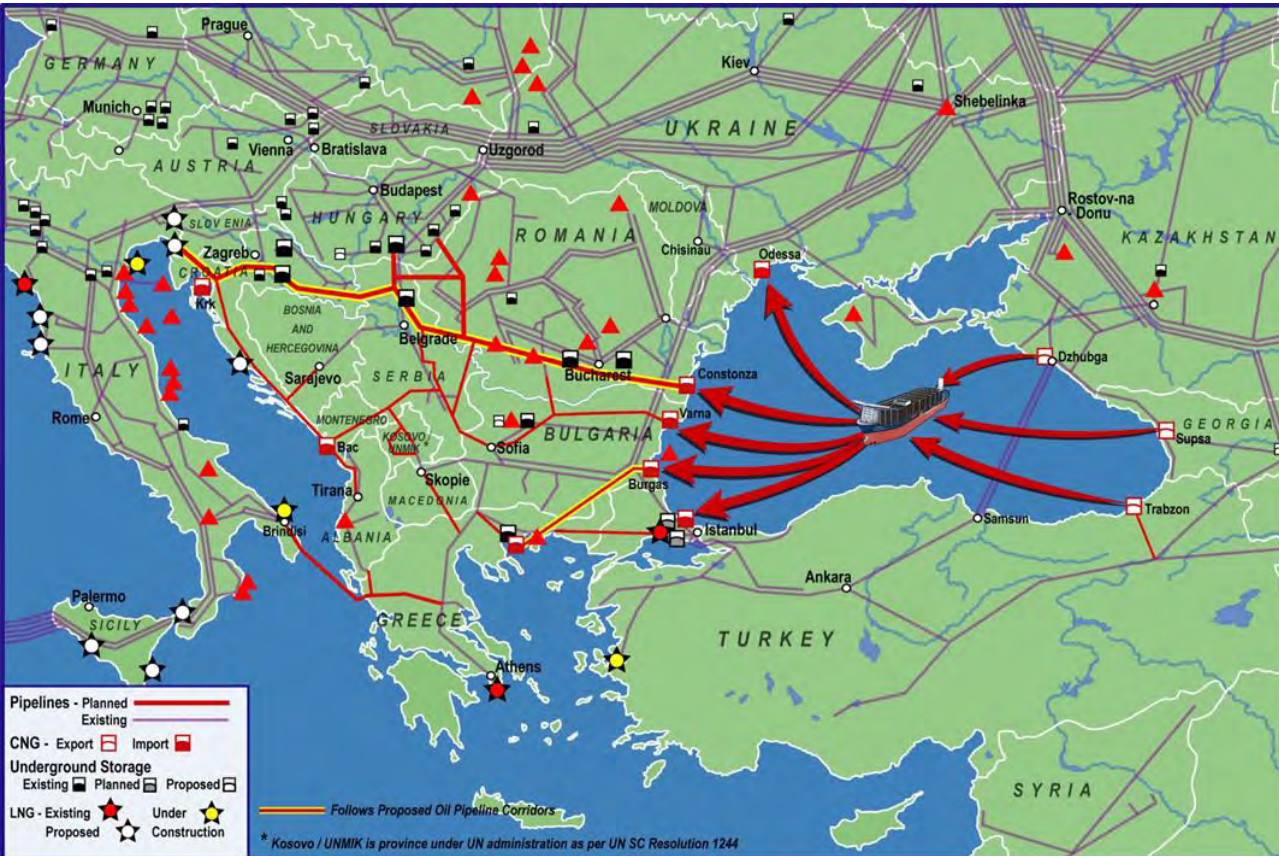 Prague
GERMANY
Kiev
Munich
Shebelinka
SLOVAKIA
UKRAINE
Vienna
Bratislava
Uzgorod
AUSTRIA
Budapest
Rostov-na
Donu
HUNGARY
MOLDOVA
SLOVENIA
ROMANIA
Chisinau
KAZAKHSTAN
Zagreb
Odessa
CROATIA
Krk
BOSNIA
AND
HERCEGOVINA
Belgrade
Dzhubga
ITALY
Sarajevo
SERBIA
Bucharest
Constonza
Rome
Varna
MONTENEGRO
BULGARIA
GEORGIA
KOSOVO
UNMIK *
Bac
Sofia
Supsa
Skopie
Burgas
Tirana
MACEDONIA
Trabzon
Samsun
Brindisi
Istanbul
ALBANIA
Ankara
Palermo
SICILY
GREECE
TURKEY
Athens
SYRIA
Pipelines - Planned
Existing
CNG - Export Import
Underground Storage
Existing Planned Proposed
LNG - Existing Under
Proposed Construction
Follows Proposed Oil Pipeline Corridors
* Kosovo / UNMIK is province under UN administration as per UN SC Resolution 1244